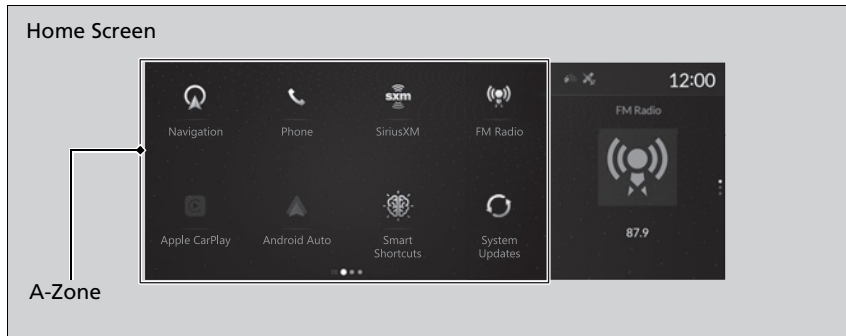 Home Screen
12:00
FM Radio
sxm
Navigation
Phone
SiriusXM
FM Radio
Apple CarPlay
Android Auto
Smart
Shortcuts
System
Updates
87.9
A-Zone